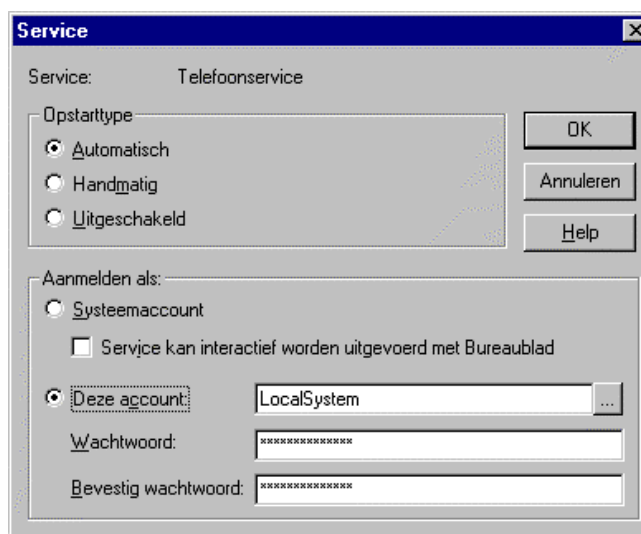 Service
Service: Telefoonservice
Opstarttype
Automatisch
Handmatig
Uitgeschakeld
OK
Annuleren
Help
Aanmelden als:
Systeemaccount
Service kan interactief worden uitgevoerd met Bureaublad
Deze account: LocalSystem ...
Wachtwoord: **************
Bevestig wachtwoord: **************